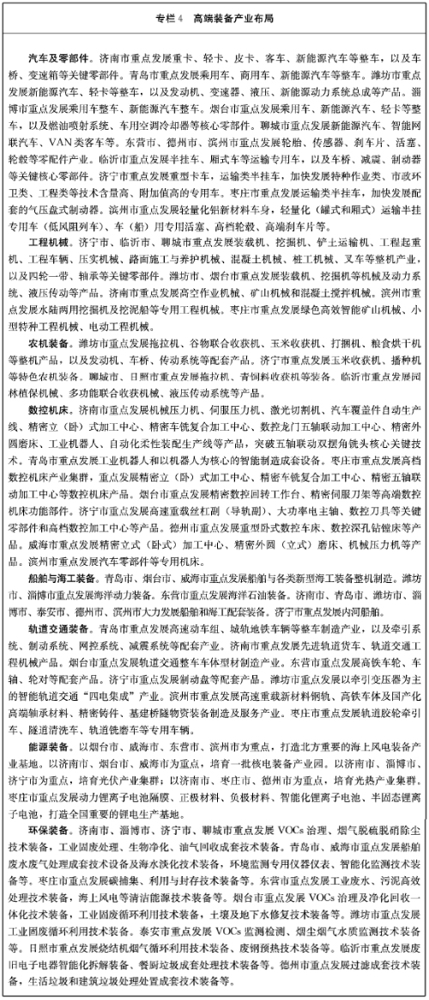 专栏4 高端装备产业布局
汽车及零部件。济南市重点发展重卡、轻卡、皮卡、客车、新能源汽车等整车，以及车
桥、变速箱等关键零部件。青岛市重点发展乘用车、商用车、新能源汽车等整车。潍坊市重点
发展新能源汽车、轻卡等整车，以及发动机、变速器、液压、新能源动力系统总成等产品。淄
博市重点发展乘用车整车、新能源汽车整车。烟台市重点发展乘用车、新能源汽车、轻卡等整
车，以及燃油喷射系统、车用空调冷却器等核心零部件。聊城市重点发展新能源汽车、智能网
联汽车、VAN类客车等。东营市、德州市、滨州市重点发展轮胎、传感器、刹车片、活塞、
轮毂等零配件产业。临沂市重点发展半挂车、厢式车等运输专用车，以及车桥、减震、制动器
等关键核心零部件。济宁市重点发展重型卡车，运输类半挂车，加快发展特种作业类、市政环
卫类、工程类等技术含量高、附加值高的专用车。枣庄市重点发展运输类半挂车，加快发展配
套的气压盘式制动器。滨州市重点发展轻量化铝新材料车身，轻量化（罐式和厢式）运输半挂
专用车（低风阻列车）、车（船）用专用活塞、高档轮毂、高端刹车片等。
工程机械。济宁市、临沂市、聊城市重点发展装载机、挖掘机、铲土运输机、工程起重
机、工程车辆、压实机械、路面施工与养护机械、混凝土机械、桩工机械、叉车等整机产业，
以及四轮一带、轴承等关键零部件。潍坊市、烟台市重点发展装载机、挖掘机等机械及动力系
统、液压传动等产品。济南市重点发展高空作业机械、矿山机械和混凝土搅拌机械。滨州市重
点发展水陆两用挖掘机及挖泥船等专用工程机械。枣庄市重点发展绿色高效智能矿山机械、小
型特种工程机械、电动工程机械。
农机装备。潍坊市重点发展拖拉机、谷物联合收获机、玉米收获机、打捆机、粮食烘干机
等整机产品，以及发动机、车桥、传动系统等配套产品。济宁市重点发展玉米收获机、播种机
等特色农机装备。聊城市、日照市重点发展拖拉机、青饲料收获机等装备。临沂市重点发展园
林植保机械、多功能联合收获机械、液压传动系统等产品。
数控机床。济南市重点发展机械压力机、伺服压力机、激光切割机、汽车覆盖件自动生产
线、精密立（卧）式加工中心、精密车铣复合加工中心、数控龙门五轴联动加工中心、精密外
圆磨床、工业机器人、自动化柔性装配生产线等产品，突破五轴联动双摆角铣头核心关键技
术。青岛市重点发展工业机器人和以机器人为核心的智能制造成套设备。枣庄市重点发展高档
数控机床产业集群，重点发展精密立（卧）式加工中心、精密车铣复合加工中心、精密五轴联
动加工中心等数控机床产品。烟台市重点发展精密数控回转工作台、精密伺服刀架等高端数控
机床功能部件。济宁市重点发展高速重载丝杠副（导轨副）、大功率电主轴、数控刀具等关键
零部件和高档数控加工中心等产品。德州市重点发展重型卧式数控车床、数控深孔钻镗床等产
品。威海市重点发展精密立式（卧式）加工中心、精密外圆（立式）磨床、机械压力机等产
品。滨州市重点发展汽车零部件等专用机床。
船舶与海工装备。青岛市、烟台市、威海市重点发展船舶与各类新型海工装备整机制造。潍坊
市、淄博市重点发展海洋动力装备。东营市重点发展海洋石油装备。济南市、青岛市、潍坊市、淄
博市、泰安市、德州市、滨州市大力发展船舶和海工配套装备。济宁市重点发展内河船舶。
轨道交通装备。青岛市重点发展高速动车组、城轨地铁车辆等整车制造产业，以及牵引系
统、制动系统、网控系统、减震系统等配套产业。济南市重点发展先进轨道货车、轨道交通工
程机械产品。烟台市重点发展轨道交通整车车体型材制造产业。东营市重点发展高铁车轮、车
轴、轮对等配套产品。济宁市重点发展制动盘等配套产品。潍坊市重点发展以牵引变压器为主
的智能轨道交通“四电集成”产业。滨州市重点发展高速重载新材料钢轨、高铁车体及国产化
高端轴承材料、精密铸件、基建桥隧物资装备制造及服务产业。枣庄市重点发展轨道胶轮牵引
车、隧道清洗车、轨道铣磨车等专用车辆。
能源装备。以烟台市、威海市、东营市、滨州市为重点，打造北方重要的海上风电装备产
业基地。以济南市、烟台市、威海市为重点，培育一批核电装备产业园。以济南市、淄博市、
济宁市为重点，培育光伏产业集群；以济南市、枣庄市、德州市为重点，培育光热产业集群。
枣庄市重点发展动力锂离子电池隔膜、正极材料、负极材料、智能化锂离子电池、半固态锂离
子电池，打造全国重要的锂电生产基地。
环保装备。济南市、淄博市、济宁市、聊城市重点发展 VOCs 治理、烟气脱硫脱硝除尘
技术装备，工业固废处理、生物净化、油气回收成套技术装备。青岛市、威海市重点发展船舶
废水废气处理成套技术设备及海水淡化技术装备，环境监测专用仪器仪表、智能化监测技术装
备等。枣庄市重点发展碳捕集、利用与封存技术装备等。东营市重点发展工业废水、污泥高效
处理技术装备，海上风电等清洁能源技术装备等。烟台市重点发展 VOCs 治理及净化回收一
体化技术装备，工业固废循环利用技术装备，土壤及地下水修复技术装备等。潍坊市重点发展
工业固废循环利用技术装备。泰安市重点发展 VOCs 监测检测、烟尘烟气水质监测技术装备
等。日照市重点发展烧结机烟气循环利用技术装备、废钢预热技术装备等。临沂市重点发展废
旧电子电器智能化拆解装备、餐厨垃圾成套处理技术装备等。德州市重点发展过滤成套技术装
备，生活垃圾和建筑垃圾处理处置成套技术装备等。